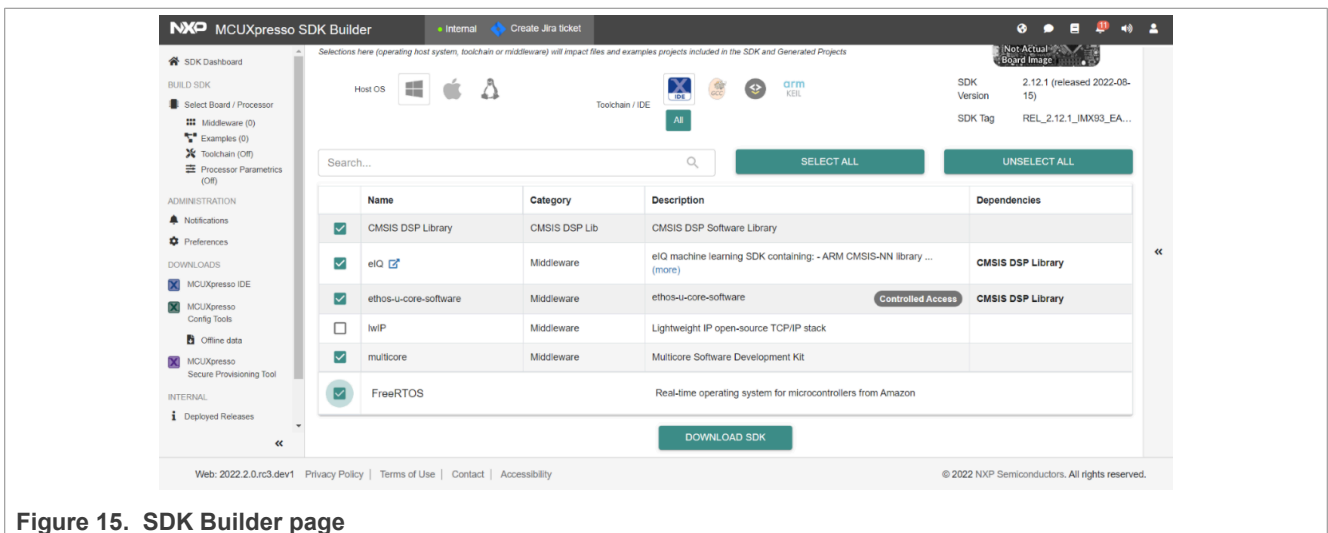 NXP MCUXpresso SDK Builder
Internal
Create Jira ticket
11
SDK Dashboard
BUILD SDK
Select Board / Processor
Middleware (0)
Examples (0)
Toolchain (Off)
Processor Parametrics
(Off)
ADMINISTRATION
Notifications
Preferences
DOWNLOADS
MCUXpresso IDE
MCUXpresso
Config Tools
Offline data
MCUXpresso
Secure Provisioning Tool
INTERNAL
Deployed Releases
«
Selections here (operating host system, toolchain or middleware) will impact files and examples projects included in the SDK and Generated Projects
Host OS
Toolchain / IDE
IDE
GCC
arm
KEIL
All
Not Actual
Board Image
SDK Version 2.12.1 (released 2022-08-15)
SDK Tag REL_2.12.1_IMX93_EA...
Search...
SELECT ALL
UNSELECT ALL
Name Category Description Dependencies
CMSIS DSP Library CMSIS DSP Lib CMSIS DSP Software Library
eIQ Middleware eIQ machine learning SDK containing: - ARM CMSIS-NN library ... (more) CMSIS DSP Library
ethos-u-core-software Middleware ethos-u-core-software Controlled Access CMSIS DSP Library
lwIP Middleware Lightweight IP open-source TCP/IP stack
multicore Middleware Multicore Software Development Kit
FreeRTOS Real-time operating system for microcontrollers from Amazon
«
DOWNLOAD SDK
Web: 2022.2.0.rc3.dev1 Privacy Policy | Terms of Use | Contact | Accessibility
© 2022 NXP Semiconductors. All rights reserved.
Figure 15. SDK Builder page